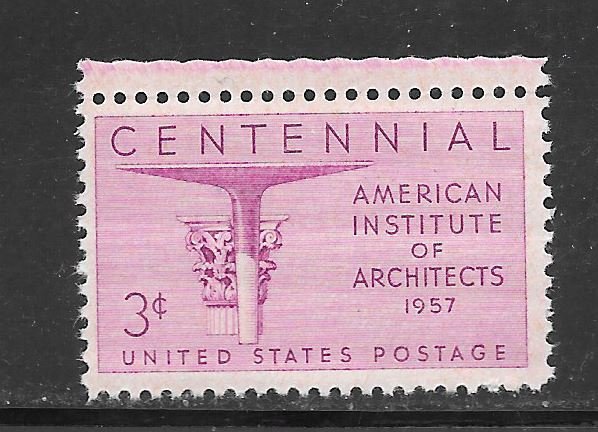 CENTENNIAL
AMERICAN
INSTITUTE
OF
ARCHITECTS
1957
3¢
UNITED STATES POSTAGE